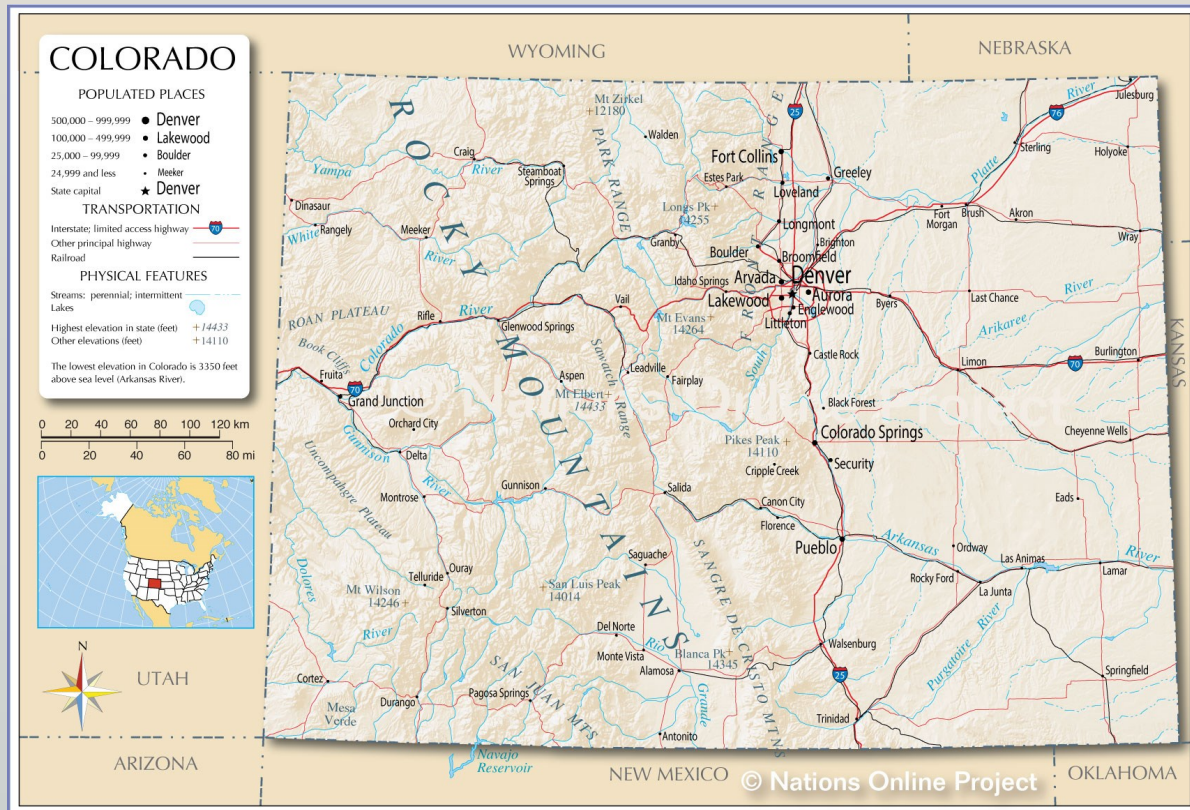 WYOMING
NEBRASKA
COLORADO
POPULATED PLACES
500,000 – 999,999 Denver
100,000 – 499,999 Lakewood
25,000 – 99,999 Boulder
24,999 and less Meeker
State capital Denver
TRANSPORTATION
Interstate; limited access highway 70
Other principal highway
Railroad
PHYSICAL FEATURES
Streams: perennial; intermittent
Lakes
Highest elevation in state (feet) +14433
Other elevations (feet) +14110
The lowest elevation in Colorado is 3350 feet
above sea level (Arkansas River).
0 20 40 60 80 100 120 km
0 20 40 60 80 mi
N
UTAH
ARIZONA
NEW MEXICO
OKLAHOMA
KANSAS
ROCKY
MOUNTAINS
PARK RANGE
FRONT RANGE
Mt Zirkel
+12180
Walden
25
River
Julesburg
76
Sterling
Holyoke
Platte
Craig
Yampa
River
Steamboat
Springs
Fort Collins
Estes Park
Loveland
Greeley
Dinasaur
White
Rangely
Meeker
River
Longs Pk+
14255
Longmont
Fort
Morgan
Brush
Akron
Wray
Granby
Boulder
Brighton
Broomfield
Arvada
Denver
Idaho Springs
Lakewood
Aurora
Englewood
Littleton
Byers
Last Chance
River
Arikaree
ROAN PLATEAU
Rifle
River
Colorado
Glenwood Springs
Vail
Mt Evans+
14264
South
Castle Rock
Limon
70
Burlington
Book Cliffs
Fruita
70
Grand Junction
Aspen
Sawatch Range
Leadville
Fairplay
Mt Elbert+
14433
Black Forest
Orchard City
Gunnison
River
Delta
Uncompahgre Plateau
Montrose
Gunnison
Pikes Peak +
14110
Colorado Springs
Cripple Creek
Security
Cheyenne Wells
Salida
Canon City
Florence
Eads
Pueblo
Arkansas
River
Ordway
Rocky Ford
Las Animas
La Junta
Lamar
Saguache
SANGRE DE CRISTO MTNS
Dolores
River
Ouray
Telluride
Mt Wilson
14246+
Silverton
+San Luis Peak
14014
Del Norte
Monte Vista
Rio
Grande
Alamosa
Blanca Pk+
14345
Walsenburg
Purgatoire
River
25
Springfield
Cortez
Mesa
Verde
Durango
Pagosa Springs
SAN JUAN MTS
Antonito
Trinidad
Navajo
Reservoir
© Nations Online Project